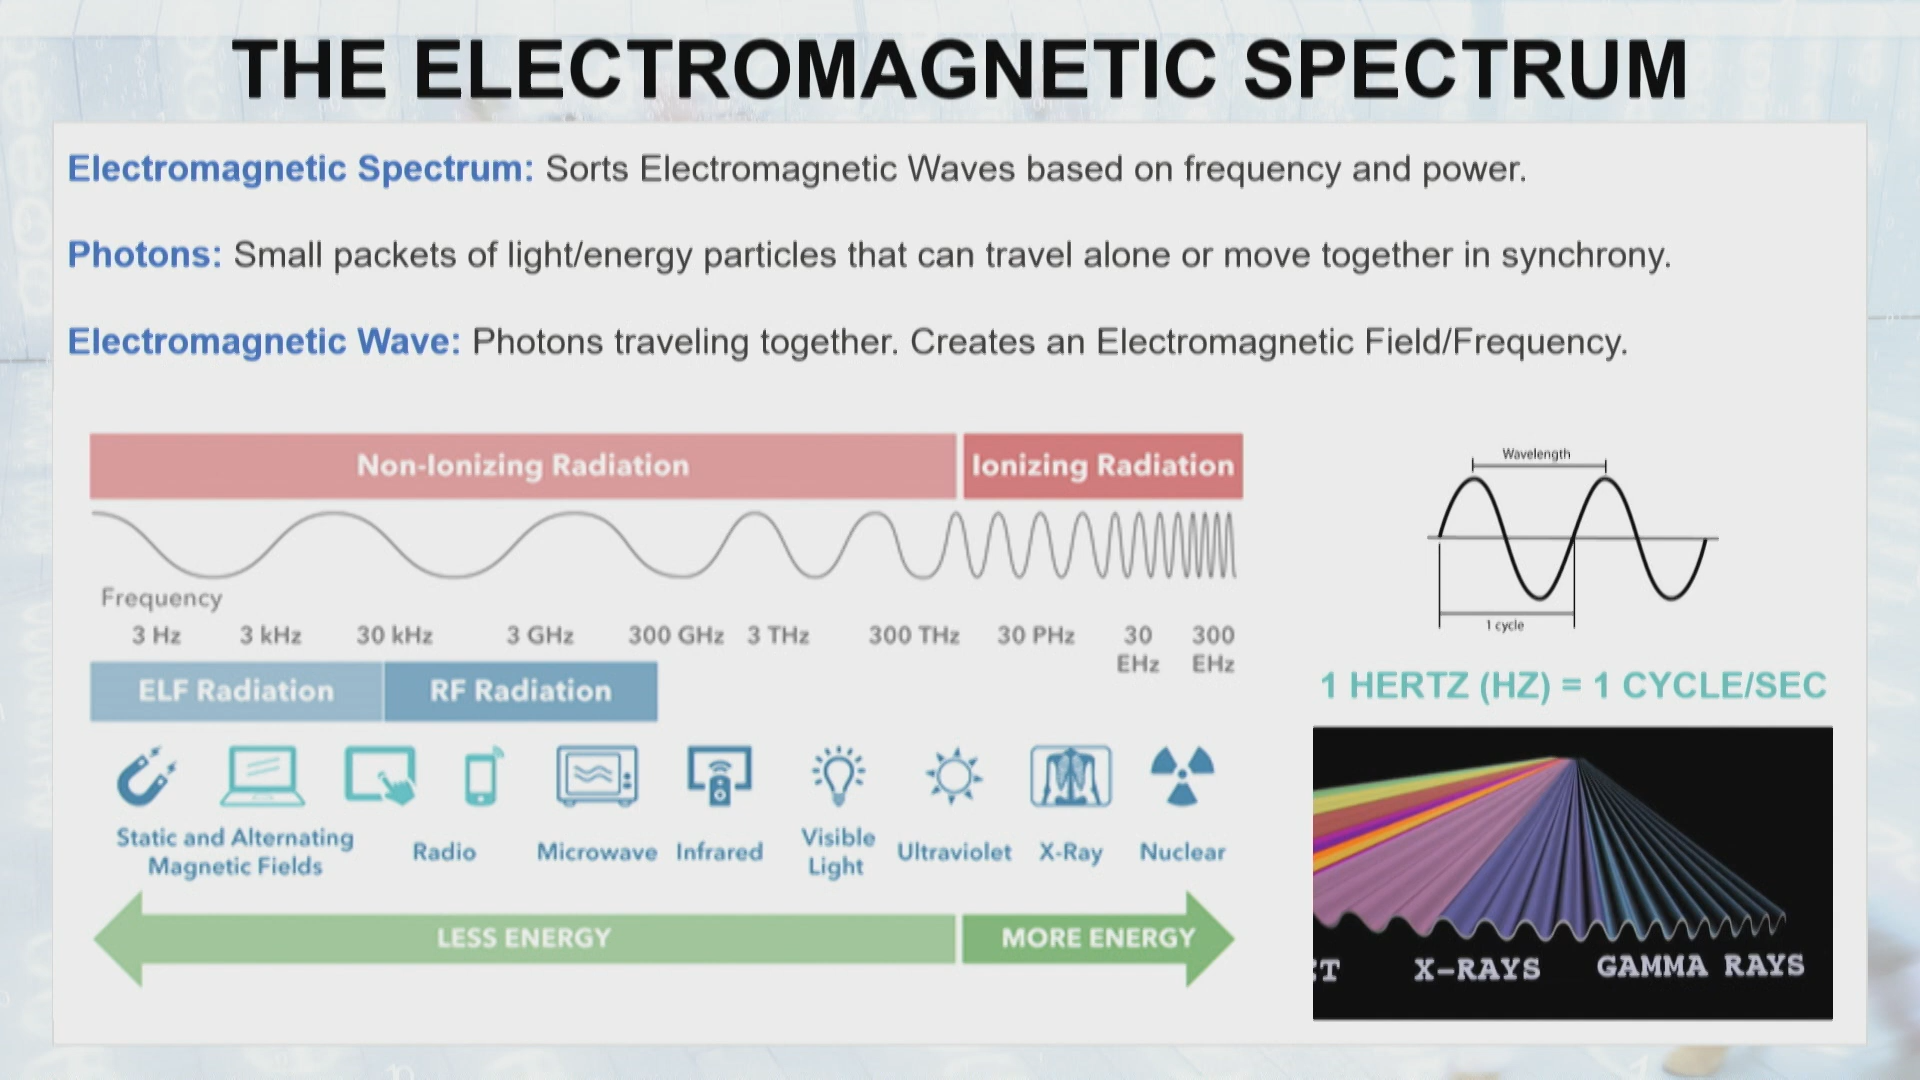 THE ELECTROMAGNETIC SPECTRUM
Electromagnetic Spectrum: Sorts Electromagnetic Waves based on frequency and power.
Photons: Small packets of light/energy particles that can travel alone or move together in synchrony.
Electromagnetic Wave: Photons traveling together. Creates an Electromagnetic Field/Frequency.
Non-Ionizing Radiation
Ionizing Radiation
Frequency
3 Hz 3 kHz 30 kHz 3 GHz 300 GHz 3 THz 300 THz 30 PHz 30 EHz 300 EHz
ELF Radiation
RF Radiation
Static and Alternating
Magnetic Fields
Radio
Microwave
Infrared
Visible
Light
Ultraviolet
X-Ray
Nuclear
LESS ENERGY
MORE ENERGY
Wavelength
1 cycle
1 HERTZ (HZ) = 1 CYCLE/SEC
X-RAYS
GAMMA RAYS